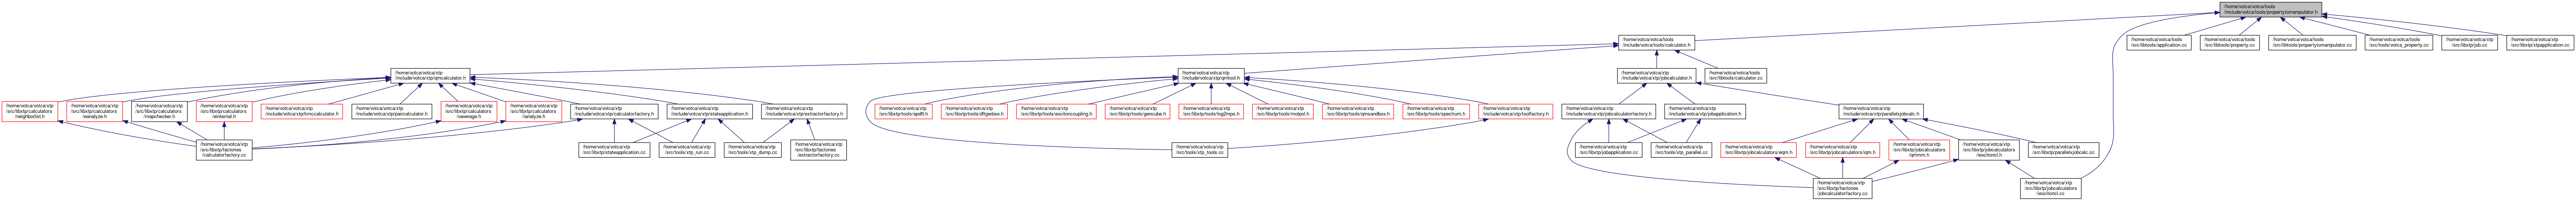 /home/votca/votca/tools
/include/votca/tools/propertyiomanipulator.h
/home/votca/votca/tools
/include/votca/tools/calculator.h
/home/votca/votca/tools
/src/libtools/application.cc
/home/votca/votca/tools
/src/libtools/property.cc
/home/votca/votca/tools
/src/libtools/propertyiomanipulator.cc
/home/votca/votca/tools
/src/tools/votca_property.cc
/home/votca/votca/xtp
/src/libxtp/job.cc
/home/votca/votca/xtp
/src/libxtp/xtpapplication.cc
/home/votca/votca/xtp
/include/votca/xtp/qmcalculator.h
/home/votca/votca/xtp
/include/votca/xtp/qmtool.h
/home/votca/votca/xtp
/include/votca/xtp/jobcalculator.h
/home/votca/votca/tools
/src/libtools/calculator.cc
/home/votca/votca/xtp
/src/libxtp/calculators
/neighborlist.h
/home/votca/votca/xtp
/src/libxtp/calculators
/eanalyze.h
/home/votca/votca/xtp
/src/libxtp/calculators
/mapchecker.h
/home/votca/votca/xtp
/src/libxtp/calculators
/einternal.h
/home/votca/votca/xtp
/include/votca/xtp/kmccalculator.h
/home/votca/votca/xtp
/include/votca/xtp/paircalculator.h
/home/votca/votca/xtp
/src/libxtp/calculators
/vaverage.h
/home/votca/votca/xtp
/src/libxtp/calculators
/ianalyze.h
/home/votca/votca/xtp
/include/votca/xtp/calculatorfactory.h
/home/votca/votca/xtp
/include/votca/xtp/stateapplication.h
/home/votca/votca/xtp
/include/votca/xtp/extractorfactory.h
/home/votca/votca/xtp
/src/libxtp/tools/apdft.h
/home/votca/votca/xtp
/src/libxtp/tools/dftgwbse.h
/home/votca/votca/xtp
/src/libxtp/tools/excitoncoupling.h
/home/votca/votca/xtp
/src/libxtp/tools/gencube.h
/home/votca/votca/xtp
/src/libxtp/tools/log2mps.h
/home/votca/votca/xtp
/src/libxtp/tools/molpol.h
/home/votca/votca/xtp
/src/libxtp/tools/qmsandbox.h
/home/votca/votca/xtp
/src/libxtp/tools/spectrum.h
/home/votca/votca/xtp
/include/votca/xtp/toolfactory.h
/home/votca/votca/xtp
/include/votca/xtp/jobcalculatorfactory.h
/home/votca/votca/xtp
/include/votca/xtp/jobapplication.h
/home/votca/votca/xtp
/include/votca/xtp/parallelxjobcalc.h
/home/votca/votca/xtp
/src/libxtp/factories
/calculatorfactory.cc
/home/votca/votca/xtp
/src/libxtp/stateapplication.cc
/home/votca/votca/xtp
/src/tools/xtp_run.cc
/home/votca/votca/xtp
/src/tools/xtp_dump.cc
/home/votca/votca/xtp
/src/libxtp/factories
/extractorfactory.cc
/home/votca/votca/xtp
/src/tools/xtp_tools.cc
/home/votca/votca/xtp
/src/libxtp/jobapplication.cc
/home/votca/votca/xtp
/src/tools/xtp_parallel.cc
/home/votca/votca/xtp
/src/libxtp/jobcalculators/eqm.h
/home/votca/votca/xtp
/src/libxtp/jobcalculators/iqm.h
/home/votca/votca/xtp
/src/libxtp/jobcalculators
/qmmm.h
/home/votca/votca/xtp
/src/libxtp/jobcalculators
/iexcitoncl.h
/home/votca/votca/xtp
/src/libxtp/parallelxjobcalc.cc
/home/votca/votca/xtp
/src/libxtp/factories
/jobcalculatorfactory.cc
/home/votca/votca/xtp
/src/libxtp/jobcalculators
/iexcitoncl.cc